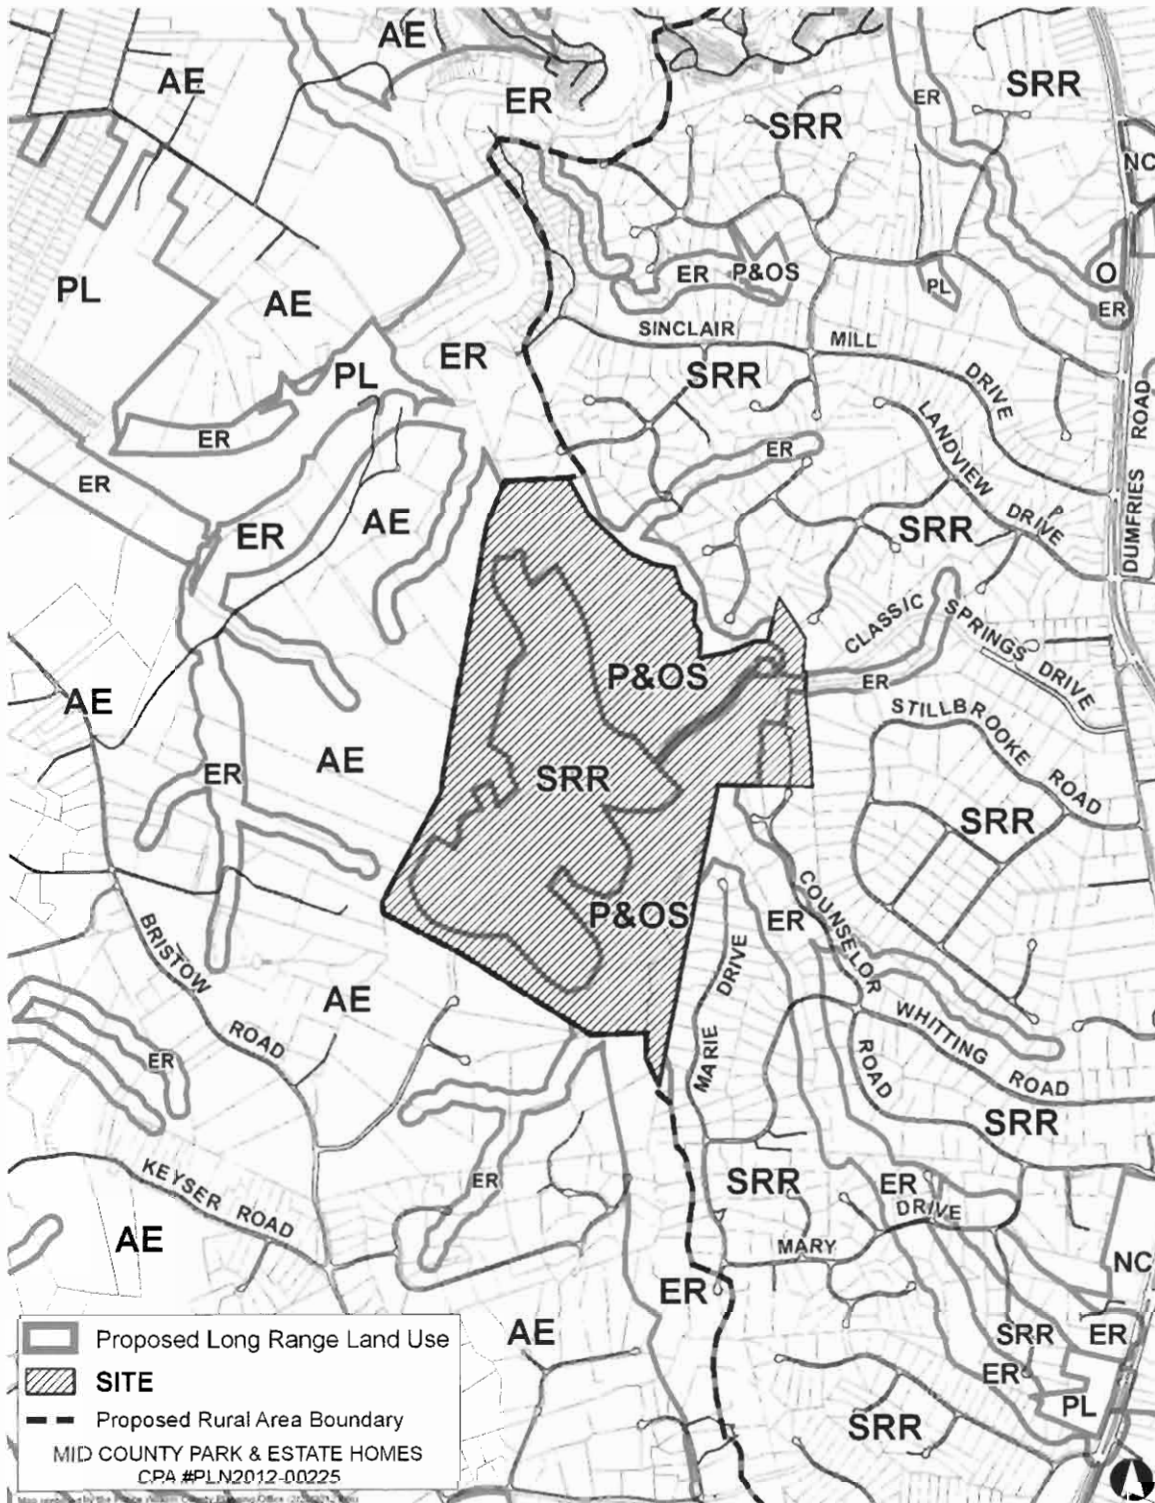 AE
AE
ER
SRR
ER
SRR
NC
PL
AE
ER
P&OS
PL
O
ER
SINCLAIR MILL DRIVE
ER
PL
SRR
LANDVIEW DRIVE
DUMFRIES ROAD
ER
ER
ER
ER
AE
SRR
CLASSIC SPRINGS DRIVE
P&OS
ER
AE
STILLBROOKE ROAD
AE
ER
SRR
SRR
COUNSELOR ROAD
P&OS
ER
BRISTOW ROAD
MARIE DRIVE
AE
WHITTING ROAD
ER
SRR
KEYSER ROAD
ER
SRR
ER
DRIVE
MARY
AE
NC
ER
AE
SRR
ER
ER
PL
SRR
Proposed Long Range Land Use
SITE
Proposed Rural Area Boundary
MID COUNTY PARK & ESTATE HOMES
CPA #PLN2012-00225